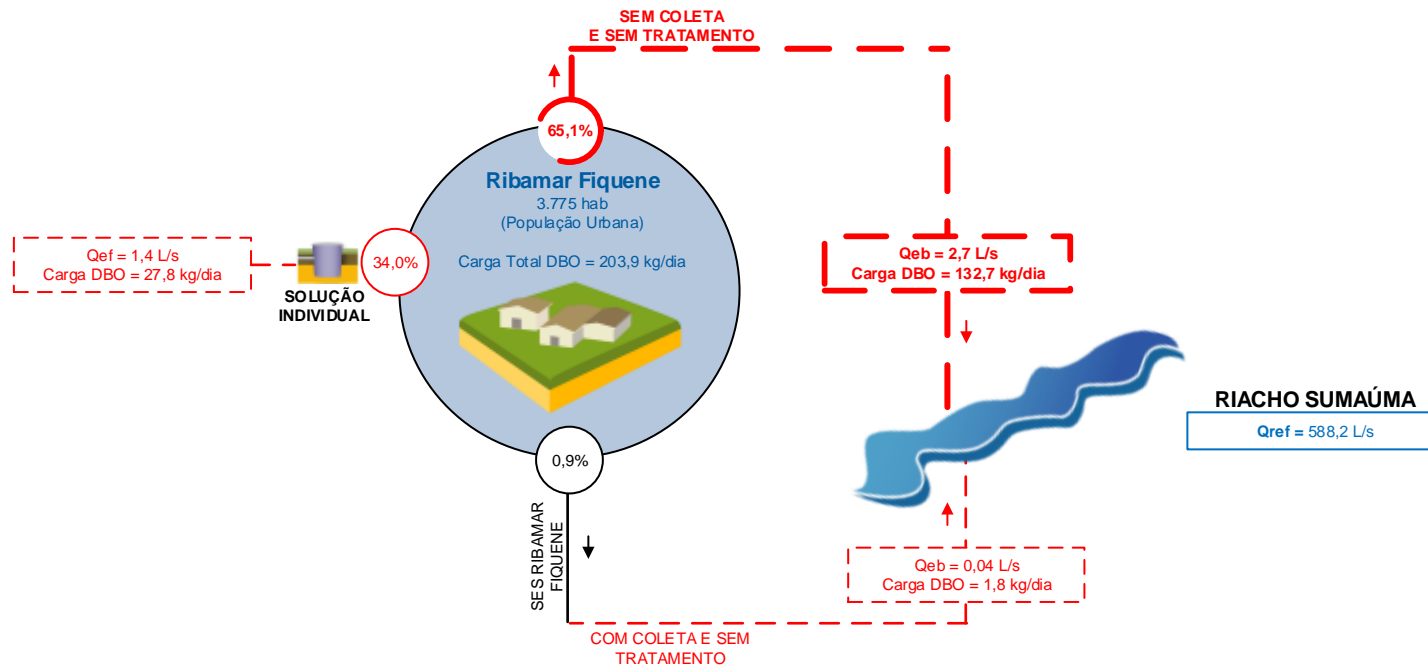 SEM COLETA
E SEM TRATAMENTO
65,1%
Ribamar Fiquene
3.775 hab
(População Urbana)
Carga Total DBO = 203,9 kg/dia
Qef = 1,4 L/s
Carga DBO = 27,8 kg/dia
34,0%
SOLUÇÃO
INDIVIDUAL
Qeb = 2,7 L/s
Carga DBO = 132,7 kg/dia
RIACHO SUMAÚMA
Qref = 588,2 L/s
0,9%
SES RIBAMAR
FIQUENE
Qeb = 0,04 L/s
Carga DBO = 1,8 kg/dia
COM COLETA E SEM
TRATAMENTO